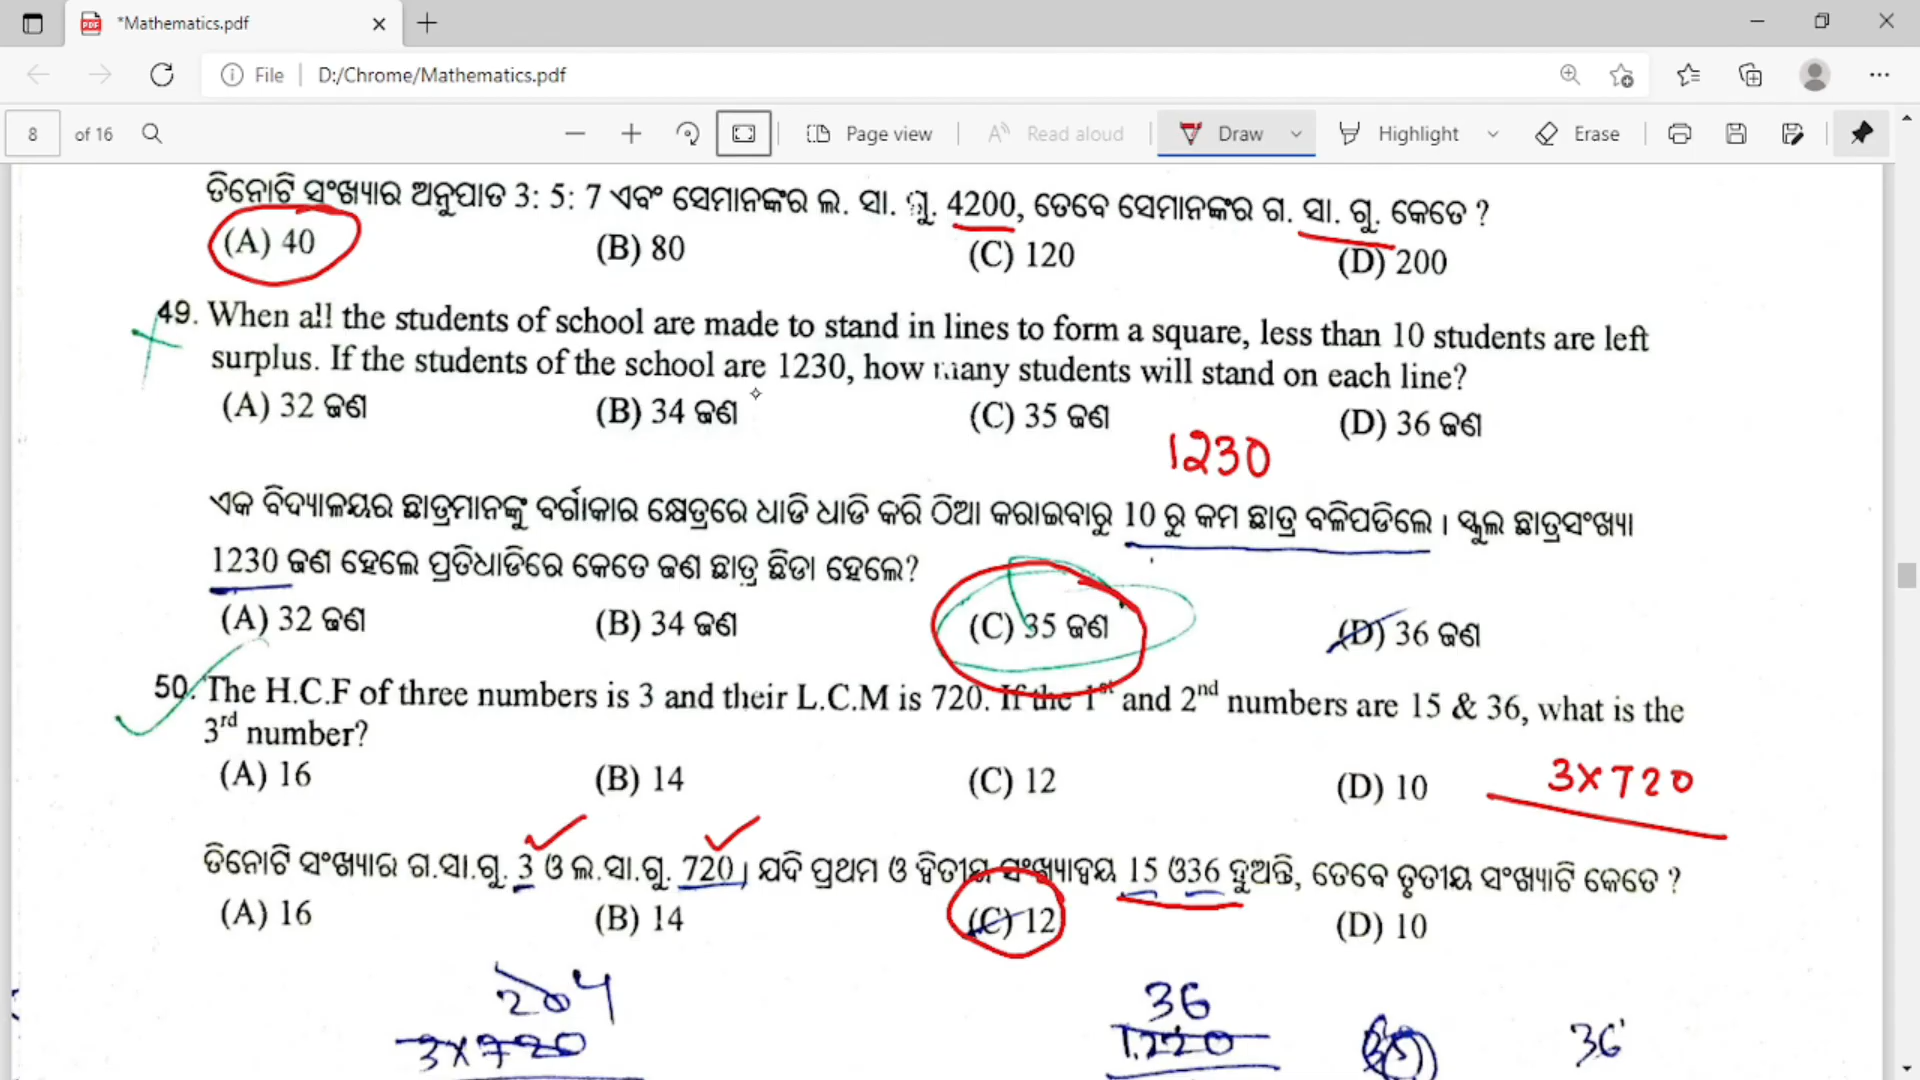 *Mathematics.pdf
File D:/Chrome/Mathematics.pdf
8 of 16 Page view Read aloud Draw Highlight Erase
ତିନୋଟି ସଂଖ୍ୟାର ଅନୁପାତ 3: 5: 7 ଏବଂ ସେମାନଙ୍କର ଲ. ସା. ଗୁ. 4200, ତେବେ ସେମାନଙ୍କର ଗ. ସା. ଗୁ. କେତେ ?
(A) 40 (B) 80 (C) 120 (D) 200
49. When all the students of school are made to stand in lines to form a square, less than 10 students are left
surplus. If the students of the school are 1230, how many students will stand on each line?
(A) 32 ଜଣ (B) 34 ଜଣ (C) 35 ଜଣ (D) 36 ଜଣ
1230
ଏକ ବିଦ୍ୟାଳୟର ଛାତ୍ରମାନଙ୍କୁ ବର୍ଗାକାର କ୍ଷେତ୍ରରେ ଧାଡି ଧାଡି କରି ଠିଆ କରାଇବାରୁ 10 ରୁ କମ ଛାତ୍ର ବଳିପଡିଲେ। ସ୍କୁଲ ଛାତ୍ରସଂଖ୍ୟା
1230 ଜଣ ହେଲେ ପ୍ରତିଧାଡିରେ କେତେ ଜଣ ଛାତ୍ର ଛିଡା ହେଲେ?
(A) 32 ଜଣ (B) 34 ଜଣ (C) 35 ଜଣ (D) 36 ଜଣ
50. The H.C.F of three numbers is 3 and their L.C.M is 720. If the 1st and 2nd numbers are 15 & 36, what is the
3rd number?
(A) 16 (B) 14 (C) 12 (D) 10
3x720
ତିନୋଟି ସଂଖ୍ୟାର ଗ.ସା.ଗୁ. 3 ଓ ଲ.ସା.ଗୁ. 720। ଯଦି ପ୍ରଥମ ଓ ଦ୍ଵିତୀୟ ସଂଖ୍ୟାଦ୍ଵୟ 15 ଓ36 ହୁଅନ୍ତି, ତେବେ ତୃତୀୟ ସଂଖ୍ୟାଟି କେତେ ?
(A) 16 (B) 14 (C) 12 (D) 10
204 36
3x720 36